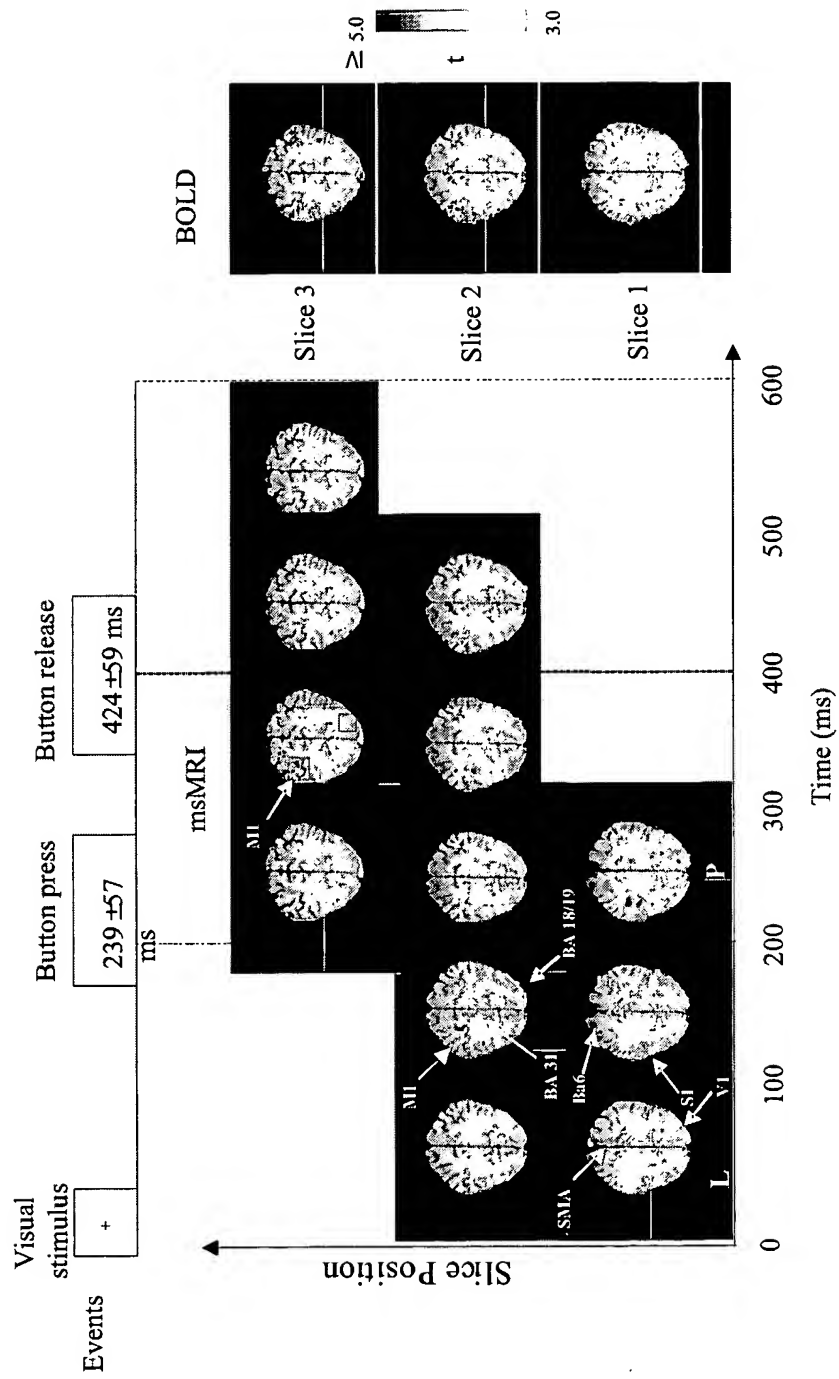 Events
Visual
stimulus
+
Button press
239 ±57
ms
Button release
424 ±59 ms
msMRI
BOLD
≥ 5.0
t
3.0
Slice Position
M1
Slice 3
M1
BA 31
BA 18/19
Slice 2
SMA
Ba6
S1
V1
L
P
Slice 1
0
100
200
300
400
500
600
Time (ms)